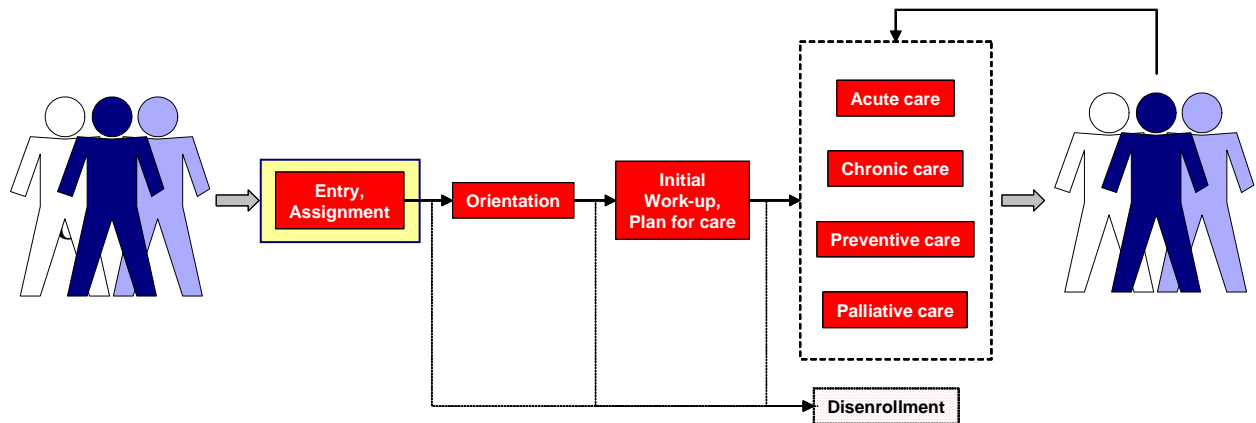 Entry,
Assignment
Orientation
Initial
Work-up,
Plan for care
Acute care
Chronic care
Preventive care
Palliative care
Disenrollment